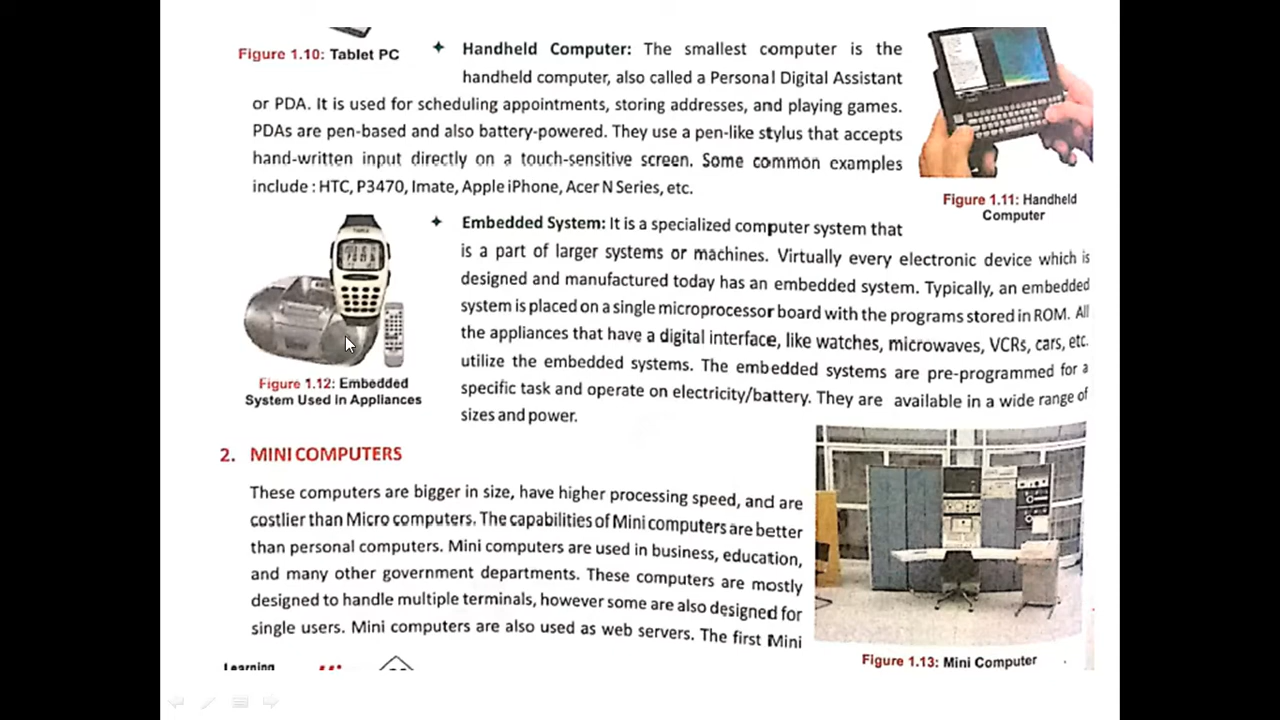 Figure 1.10: Tablet PC
✦ Handheld Computer: The smallest computer is the
handheld computer, also called a Personal Digital Assistant
or PDA. It is used for scheduling appointments, storing addresses, and playing games.
PDAs are pen-based and also battery-powered. They use a pen-like stylus that accepts
hand-written input directly on a touch-sensitive screen. Some common examples
include : HTC, P3470, Imate, Apple iPhone, Acer N Series, etc.
Figure 1.11: Handheld
Computer
✦ Embedded System: It is a specialized computer system that
is a part of larger systems or machines. Virtually every electronic device which is
designed and manufactured today has an embedded system. Typically, an embedded
system is placed on a single microprocessor board with the programs stored in ROM. All
the appliances that have a digital interface, like watches, microwaves, VCRs, cars, etc.
utilize the embedded systems. The embedded systems are pre-programmed for a
specific task and operate on electricity/battery. They are available in a wide range of
sizes and power.
Figure 1.12: Embedded
System Used in Appliances
2. MINI COMPUTERS
These computers are bigger in size, have higher processing speed, and are
costlier than Micro computers. The capabilities of Mini computers are better
than personal computers. Mini computers are used in business, education,
and many other government departments. These computers are mostly
designed to handle multiple terminals, however some are also designed for
single users. Mini computers are also used as web servers. The first Mini
Figure 1.13: Mini Computer
Learning